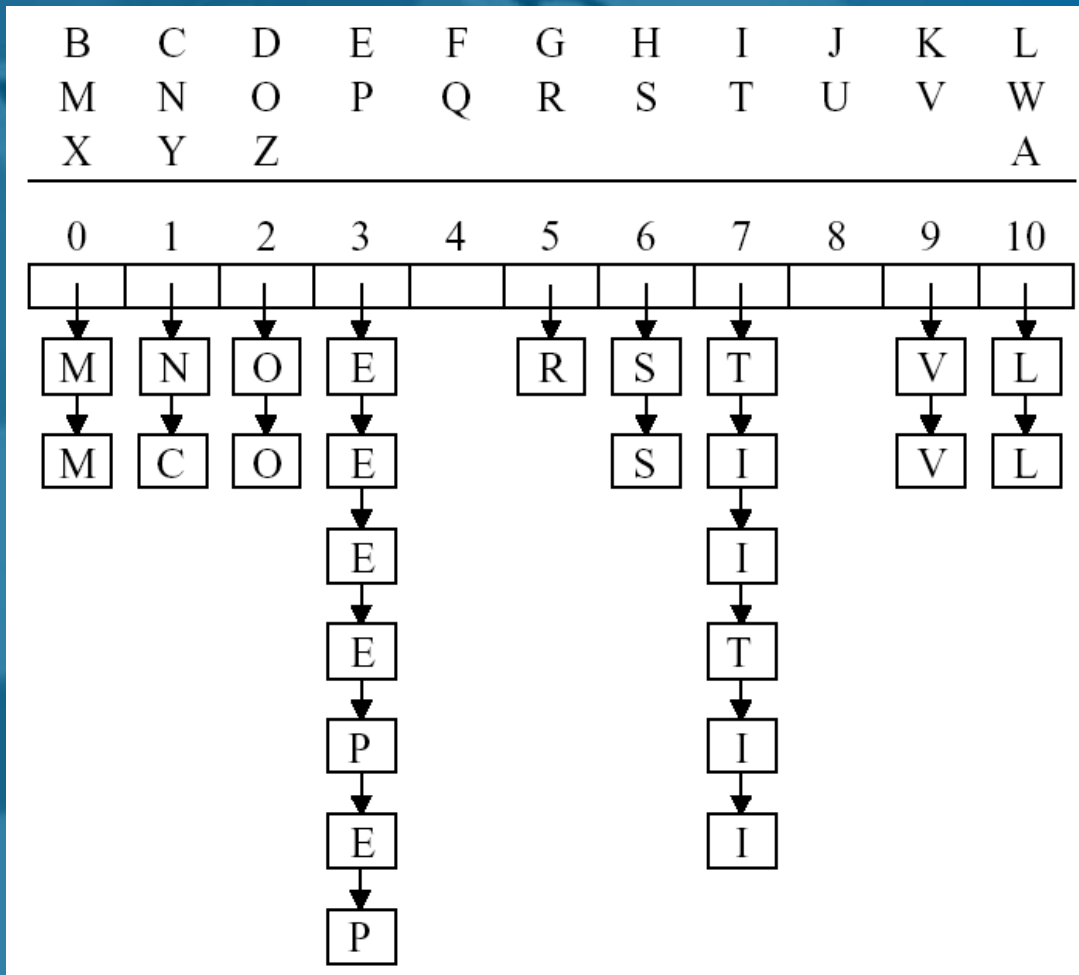 B C D E F G H I J K L
M N O P Q R S T U V W
X Y Z A
0 1 2 3 4 5 6 7 8 9 10
M N O E R S T V L
M C O E S I V L
E I
E T
P I
E I
P